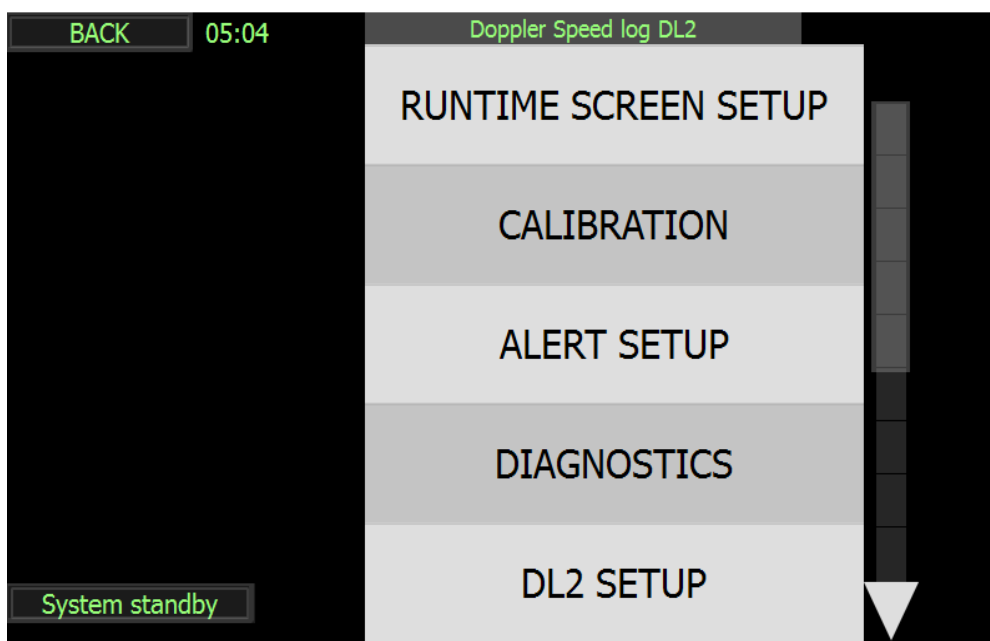 BACK 05:04 Doppler Speed log DL2
RUNTIME SCREEN SETUP
CALIBRATION
ALERT SETUP
DIAGNOSTICS
DL2 SETUP
System standby